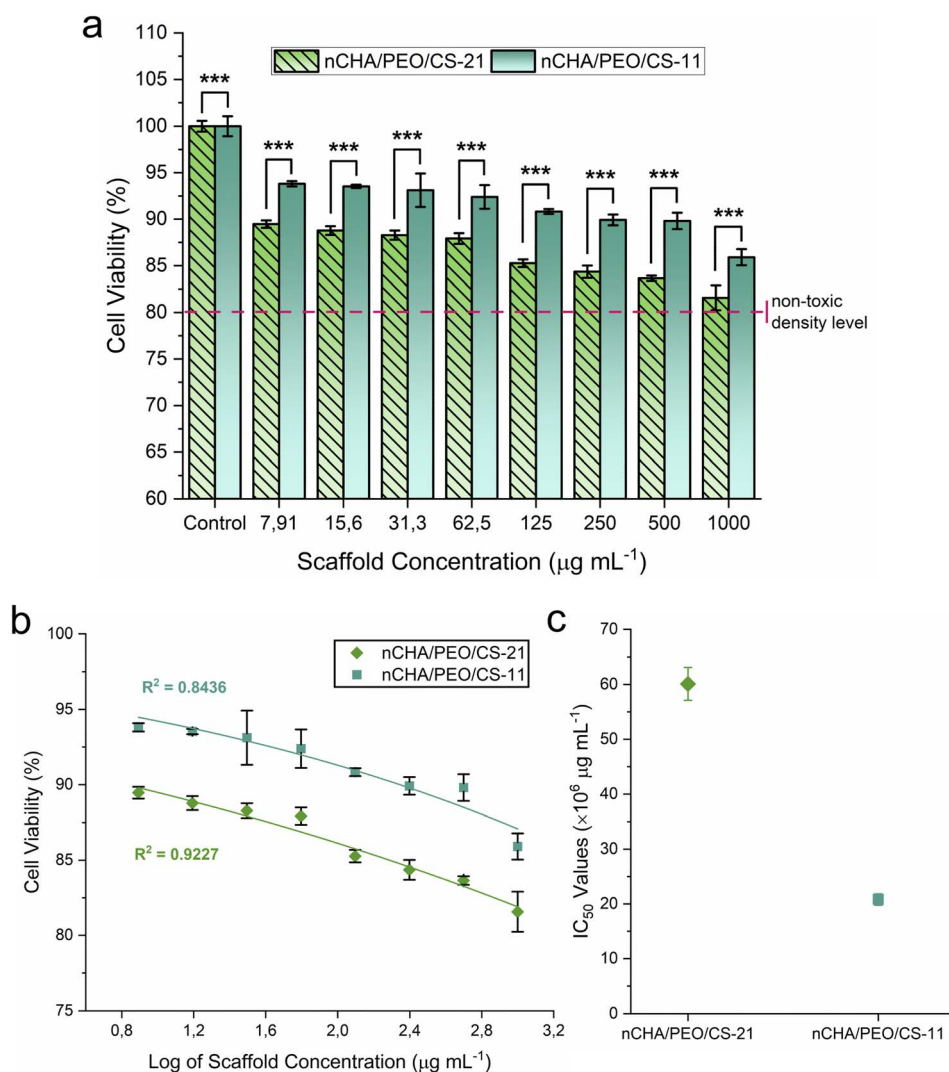 a
nCHA/PEO/CS-21 nCHA/PEO/CS-11
110
105
100
95
90
85
80
75
70
65
60
Cell Viability (%)
*** *** *** *** *** *** *** *** ***
non-toxic
density level
Control 7,91 15,6 31,3 62,5 125 250 500 1000
Scaffold Concentration (μg mL⁻¹)
b
100
95
90
85
80
75
Cell Viability (%)
nCHA/PEO/CS-21
nCHA/PEO/CS-11
R² = 0.8436
R² = 0.9227
0,8 1,2 1,6 2,0 2,4 2,8 3,2
Log of Scaffold Concentration (μg mL⁻¹)
c
70
60
50
40
30
20
10
0
IC₅₀ Values (×10⁶ μg mL⁻¹)
nCHA/PEO/CS-21 nCHA/PEO/CS-11